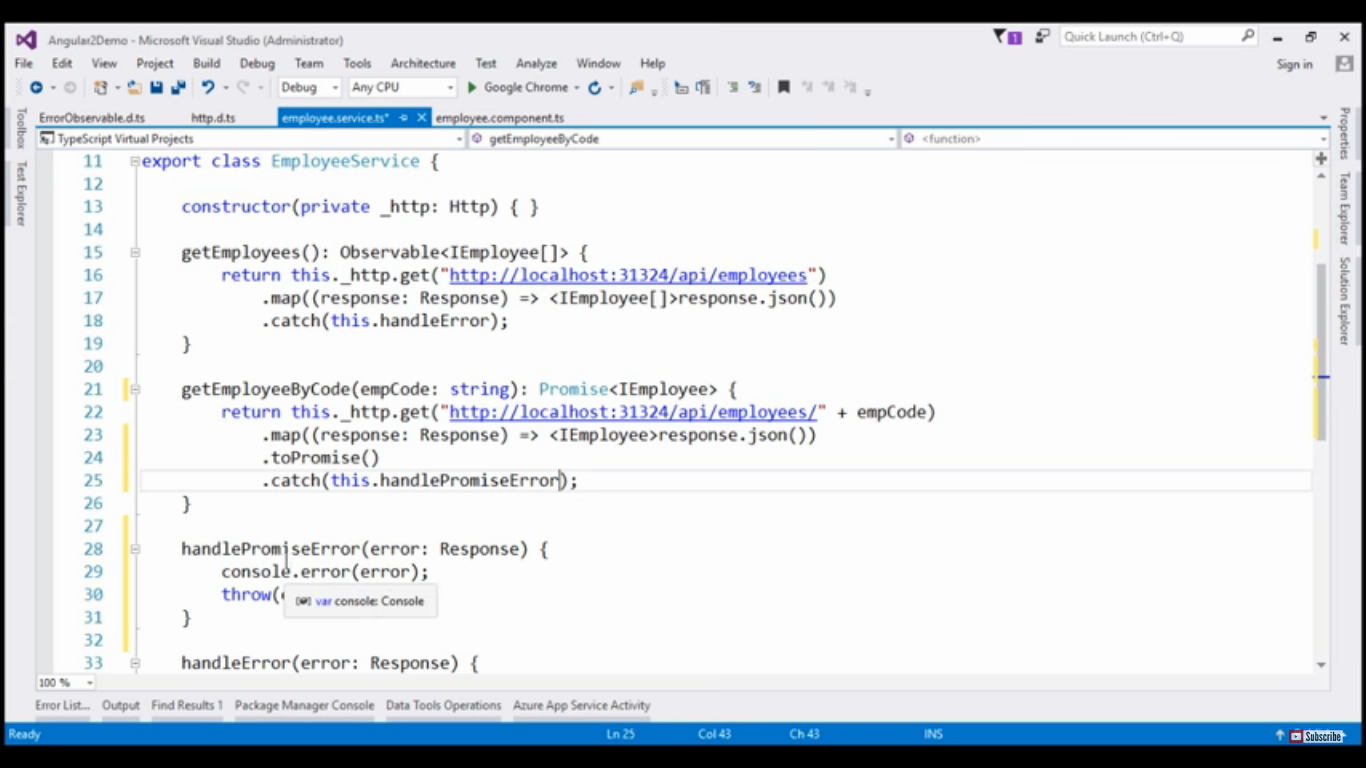 Angular2Demo - Microsoft Visual Studio (Administrator)
1
Quick Launch (Ctrl+Q)
File Edit View Project Build Debug Team Tools Architecture Test Analyze Window Help
Sign in
Debug Any CPU Google Chrome
ErrorObservable.d.ts http.d.ts employee.service.ts* employee.component.ts
TypeScript Virtual Projects getEmployeeByCode <function>
Toolbox
Test Explorer
Properties
Team Explorer
Solution Explorer
11 export class EmployeeService {
12
13 constructor(private _http: Http) { }
14
15 getEmployees(): Observable<IEmployee[]> {
16 return this._http.get("http://localhost:31324/api/employees")
17 .map((response: Response) => <IEmployee[]>response.json())
18 .catch(this.handleError);
19 }
20
21 getEmployeeByCode(empCode: string): Promise<IEmployee> {
22 return this._http.get("http://localhost:31324/api/employees/" + empCode)
23 .map((response: Response) => <IEmployee>response.json())
24 .toPromise()
25 .catch(this.handlePromiseError);
26 }
27
28 handlePromiseError(error: Response) {
29 console.error(error);
30 throw(
var console: Console
31 }
32
33 handleError(error: Response) {
100 %
Error List... Output Find Results 1 Package Manager Console Data Tools Operations Azure App Service Activity
Ready Ln 25 Col 43 Ch 43 INS
Subscribe